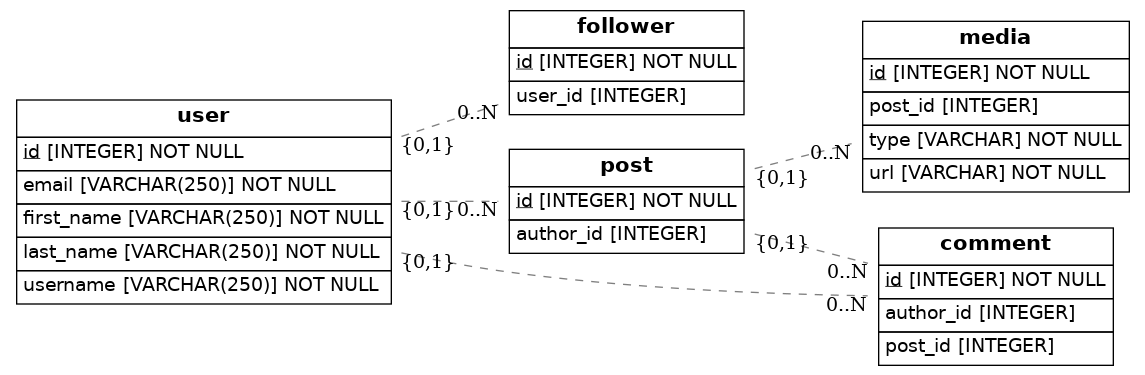 user
id [INTEGER] NOT NULL
email [VARCHAR(250)] NOT NULL
first_name [VARCHAR(250)] NOT NULL
last_name [VARCHAR(250)] NOT NULL
username [VARCHAR(250)] NOT NULL
follower
id [INTEGER] NOT NULL
user_id [INTEGER]
0..N
{0,1}
post
id [INTEGER] NOT NULL
author_id [INTEGER]
{0,1}
0..N
{0,1}
0..N
media
id [INTEGER] NOT NULL
post_id [INTEGER]
type [VARCHAR] NOT NULL
url [VARCHAR] NOT NULL
0..N
{0,1}
{0,1}
0..N
comment
id [INTEGER] NOT NULL
author_id [INTEGER]
post_id [INTEGER]